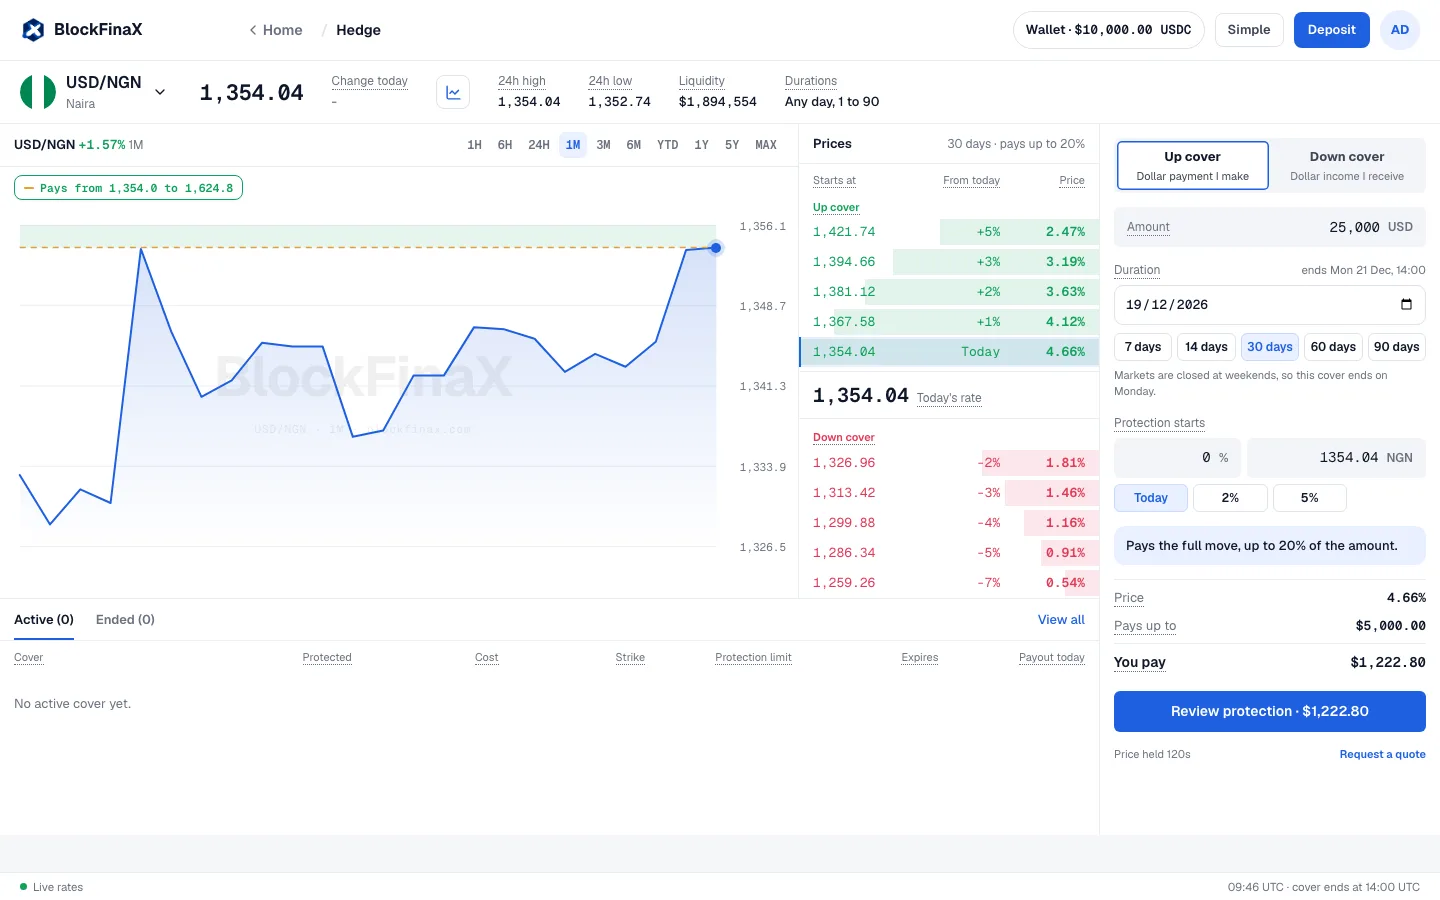 BlockFinaX
Home / Hedge
Wallet · $10,000.00 USDC
Simple
Deposit
AD
USD/NGN
Naira
1,354.04
Change today
-
24h high
1,354.04
24h low
1,352.74
Liquidity
$1,894,554
Durations
Any day, 1 to 90
USD/NGN +1.57% 1M
1H 6H 24H 1M 3M 6M YTD 1Y 5Y MAX
Pays from 1,354.0 to 1,624.8
1,356.1
1,348.7
1,341.3
1,333.9
1,326.5
BlockFinaX
Prices
30 days · pays up to 20%
Starts at From today Price
Up cover
1,421.74 +5% 2.47%
1,394.66 +3% 3.19%
1,381.12 +2% 3.63%
1,367.58 +1% 4.12%
1,354.04 Today 4.66%
1,354.04 Today's rate
Down cover
1,326.96 -2% 1.81%
1,313.42 -3% 1.46%
1,299.88 -4% 1.16%
1,286.34 -5% 0.91%
1,259.26 -7% 0.54%
Up cover
Dollar payment I make
Down cover
Dollar income I receive
Amount 25,000 USD
Duration ends Mon 21 Dec, 14:00
19/12/2026
7 days 14 days 30 days 60 days 90 days
Markets are closed at weekends, so this cover ends on
Monday.
Protection starts
0 % 1354.04 NGN
Today 2% 5%
Pays the full move, up to 20% of the amount.
Price 4.66%
Pays up to $5,000.00
You pay $1,222.80
Review protection · $1,222.80
Price held 120s Request a quote
Active (0) Ended (0) View all
Cover Protected Cost Strike Protection limit Expires Payout today
No active cover yet.
Live rates
09:46 UTC · cover ends at 14:00 UTC